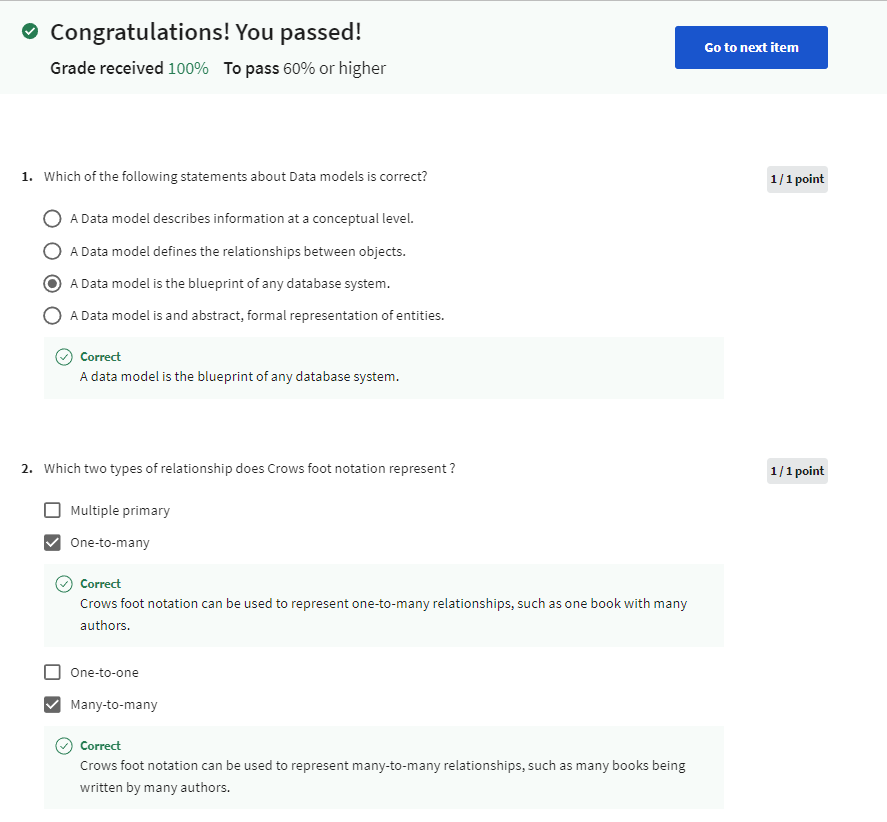 Congratulations! You passed!
Grade received 100% To pass 60% or higher
Go to next item
1. Which of the following statements about Data models is correct?
1 / 1 point
A Data model describes information at a conceptual level.
A Data model defines the relationships between objects.
A Data model is the blueprint of any database system.
A Data model is and abstract, formal representation of entities.
Correct
A data model is the blueprint of any database system.
2. Which two types of relationship does Crows foot notation represent ?
1 / 1 point
Multiple primary
One-to-many
Correct
Crows foot notation can be used to represent one-to-many relationships, such as one book with many
authors.
One-to-one
Many-to-many
Correct
Crows foot notation can be used to represent many-to-many relationships, such as many books being
written by many authors.